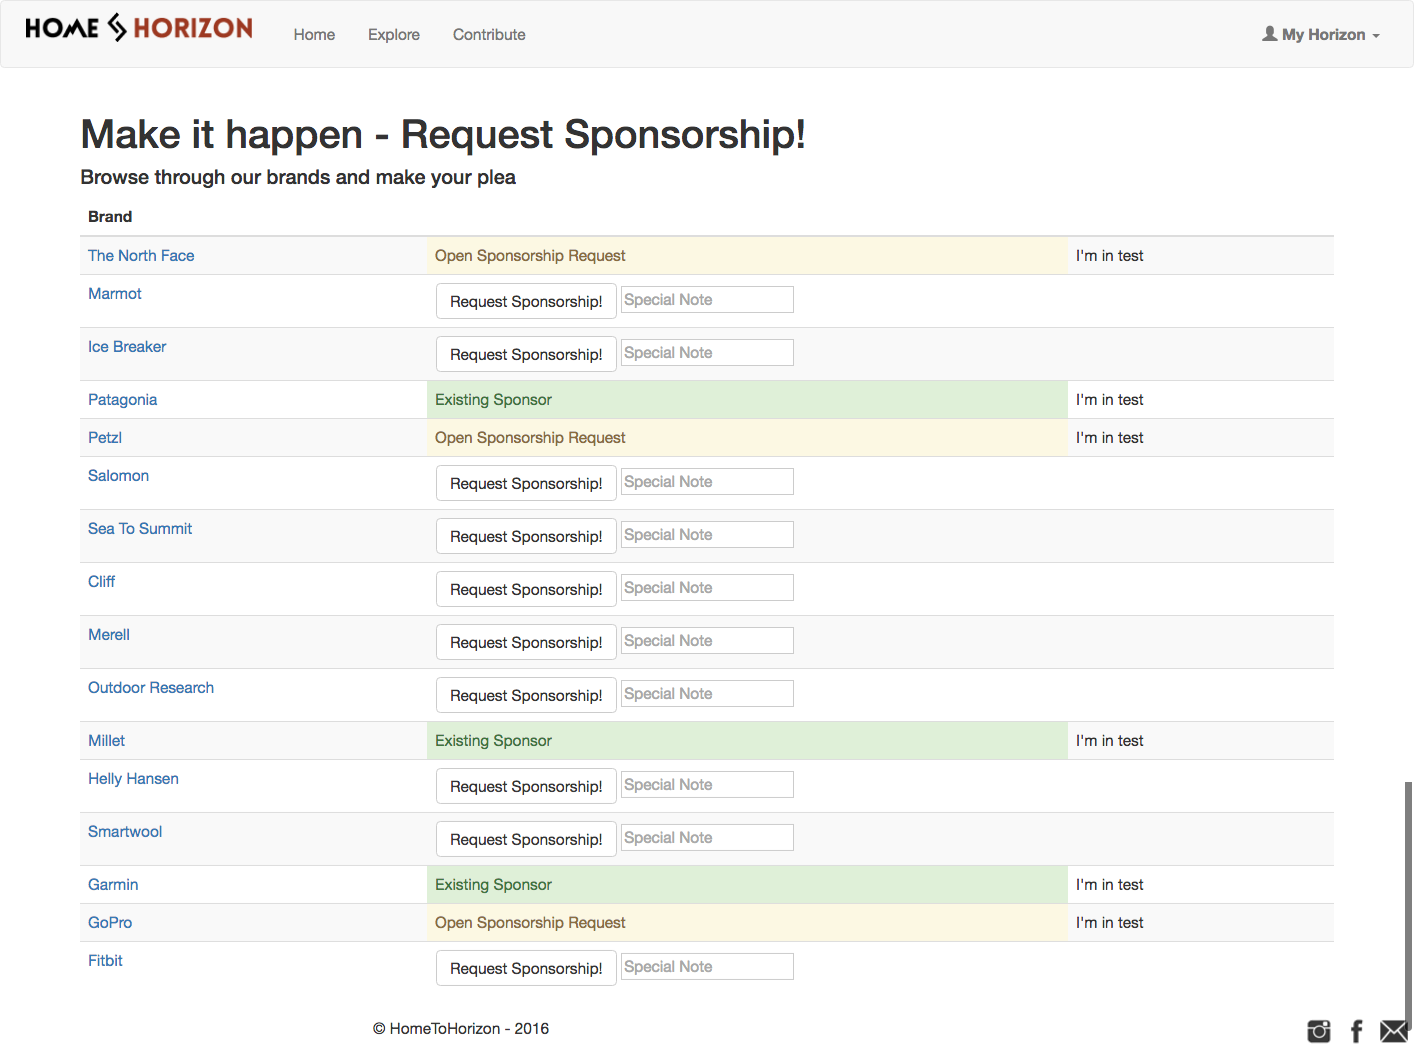 HOME HORIZON Home Explore Contribute My Horizon
Make it happen - Request Sponsorship!
Browse through our brands and make your plea
Brand
The North Face Open Sponsorship Request I'm in test
Marmot Request Sponsorship! Special Note
Ice Breaker Request Sponsorship! Special Note
Patagonia Existing Sponsor I'm in test
Petzl Open Sponsorship Request I'm in test
Salomon Request Sponsorship! Special Note
Sea To Summit Request Sponsorship! Special Note
Cliff Request Sponsorship! Special Note
Merell Request Sponsorship! Special Note
Outdoor Research Request Sponsorship! Special Note
Millet Existing Sponsor I'm in test
Helly Hansen Request Sponsorship! Special Note
Smartwool Request Sponsorship! Special Note
Garmin Existing Sponsor I'm in test
GoPro Open Sponsorship Request I'm in test
Fitbit Request Sponsorship! Special Note
© HomeToHorizon - 2016